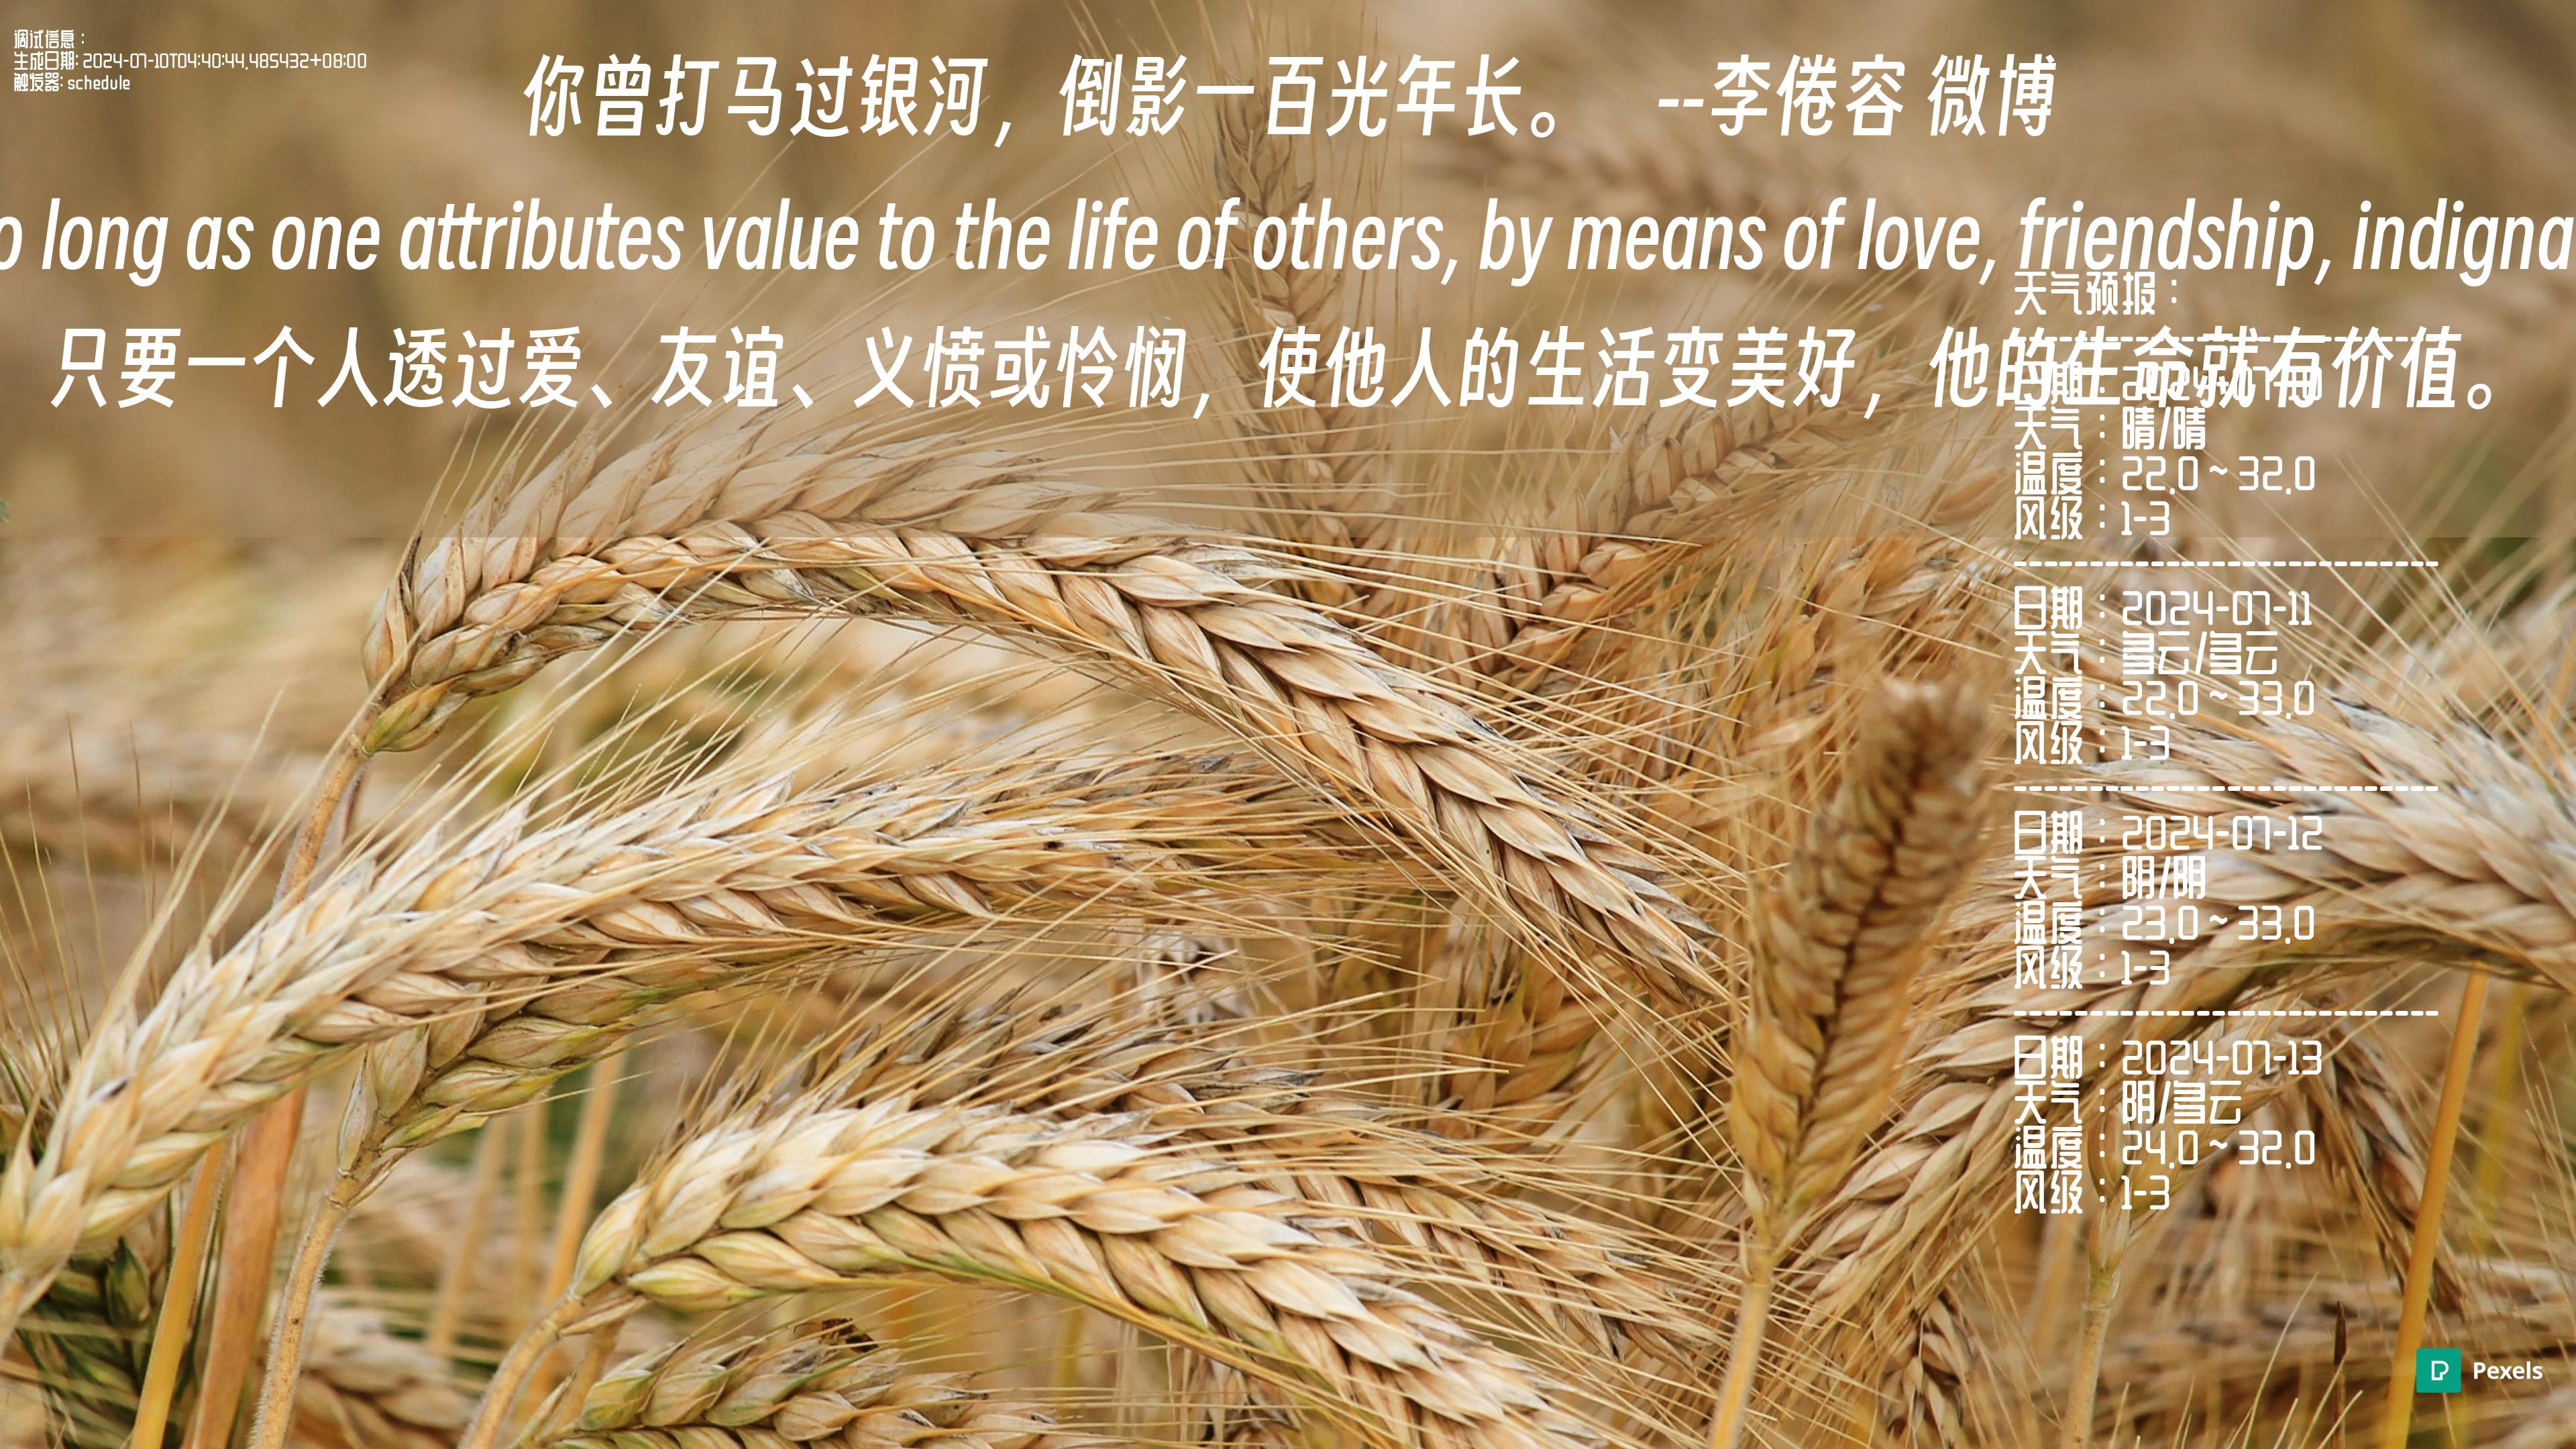 调试信息：
生成日期: 2024-07-10T04:40:44.485432+08:00
触发器: schedule
你曾打马过银河，倒影一百光年长。 --李倦容 微博
o long as one attributes value to the life of others, by means of love, friendship, indigna
只要一个人透过爱、友谊、义愤或怜悯，使他人的生活变美好，他的生命就有价值。
天气预报：
----------------------------
日期：2024-07-10
天气：晴/晴
温度：22.0 ~ 32.0
风级：1-3
----------------------------
日期：2024-07-11
天气：多云/多云
温度：22.0 ~ 33.0
风级：1-3
----------------------------
日期：2024-07-12
天气：阴/阴
温度：23.0 ~ 33.0
风级：1-3
----------------------------
日期：2024-07-13
天气：阴/多云
温度：24.0 ~ 32.0
风级：1-3
Pexels